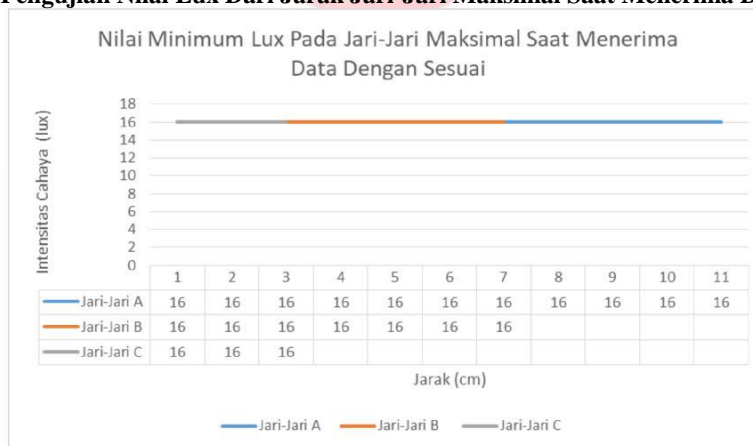 Pengujian Nilai Lux Dari Jarak Jari-Jari Maksimal Saat Menerima
Nilai Minimum Lux Pada Jari-Jari Maksimal Saat Menerima
Data Dengan Sesuai
Intensitas Cahaya (lux)
18
16
14
12
10
8
6
4
2
0
1 2 3 4 5 6 7 8 9 10 11
Jari-Jari A 16 16 16 16 16 16 16 16 16 16 16
Jari-Jari B 16 16 16 16 16 16 16
Jari-Jari C 16 16 16
Jarak (cm)
Jari-Jari A Jari-Jari B Jari-Jari C